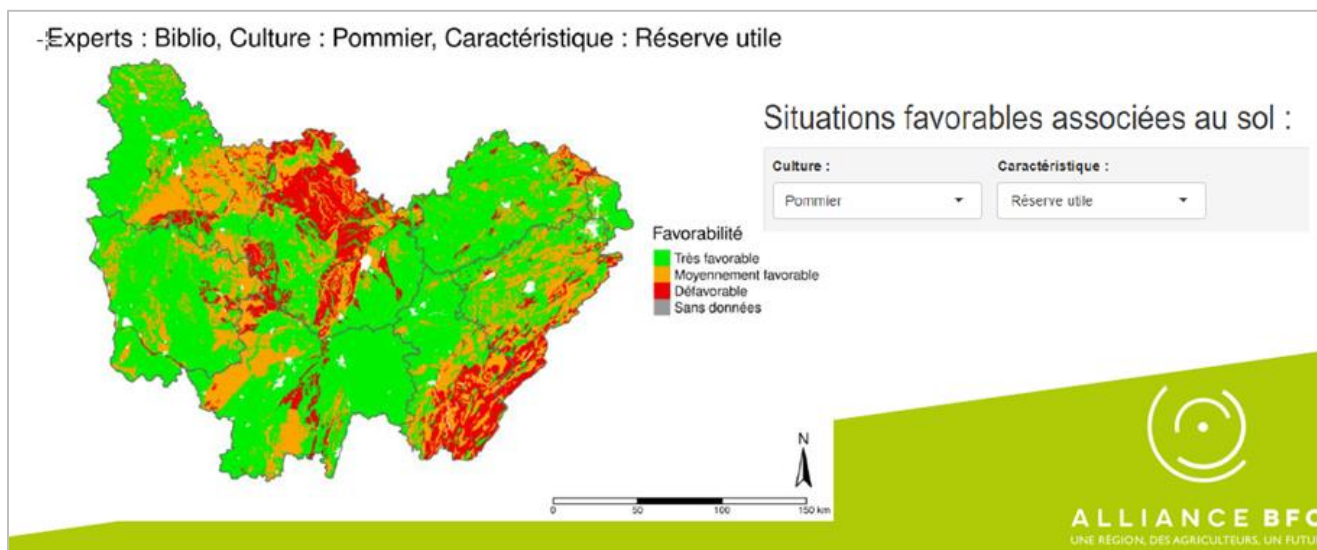 Experts : Biblio, Culture : Pommier, Caractéristique : Réserve utile
Situations favorables associées au sol :
Culture :
Caractéristique :
Pommier
Réserve utile
Favorabilité
Très favorable
Moyennement favorable
Défavorable
Sans données
N
0 50 100 150 km
ALLIANCE BFC
UNE RÉGION, DES AGRICULTEURS, UN FUTU